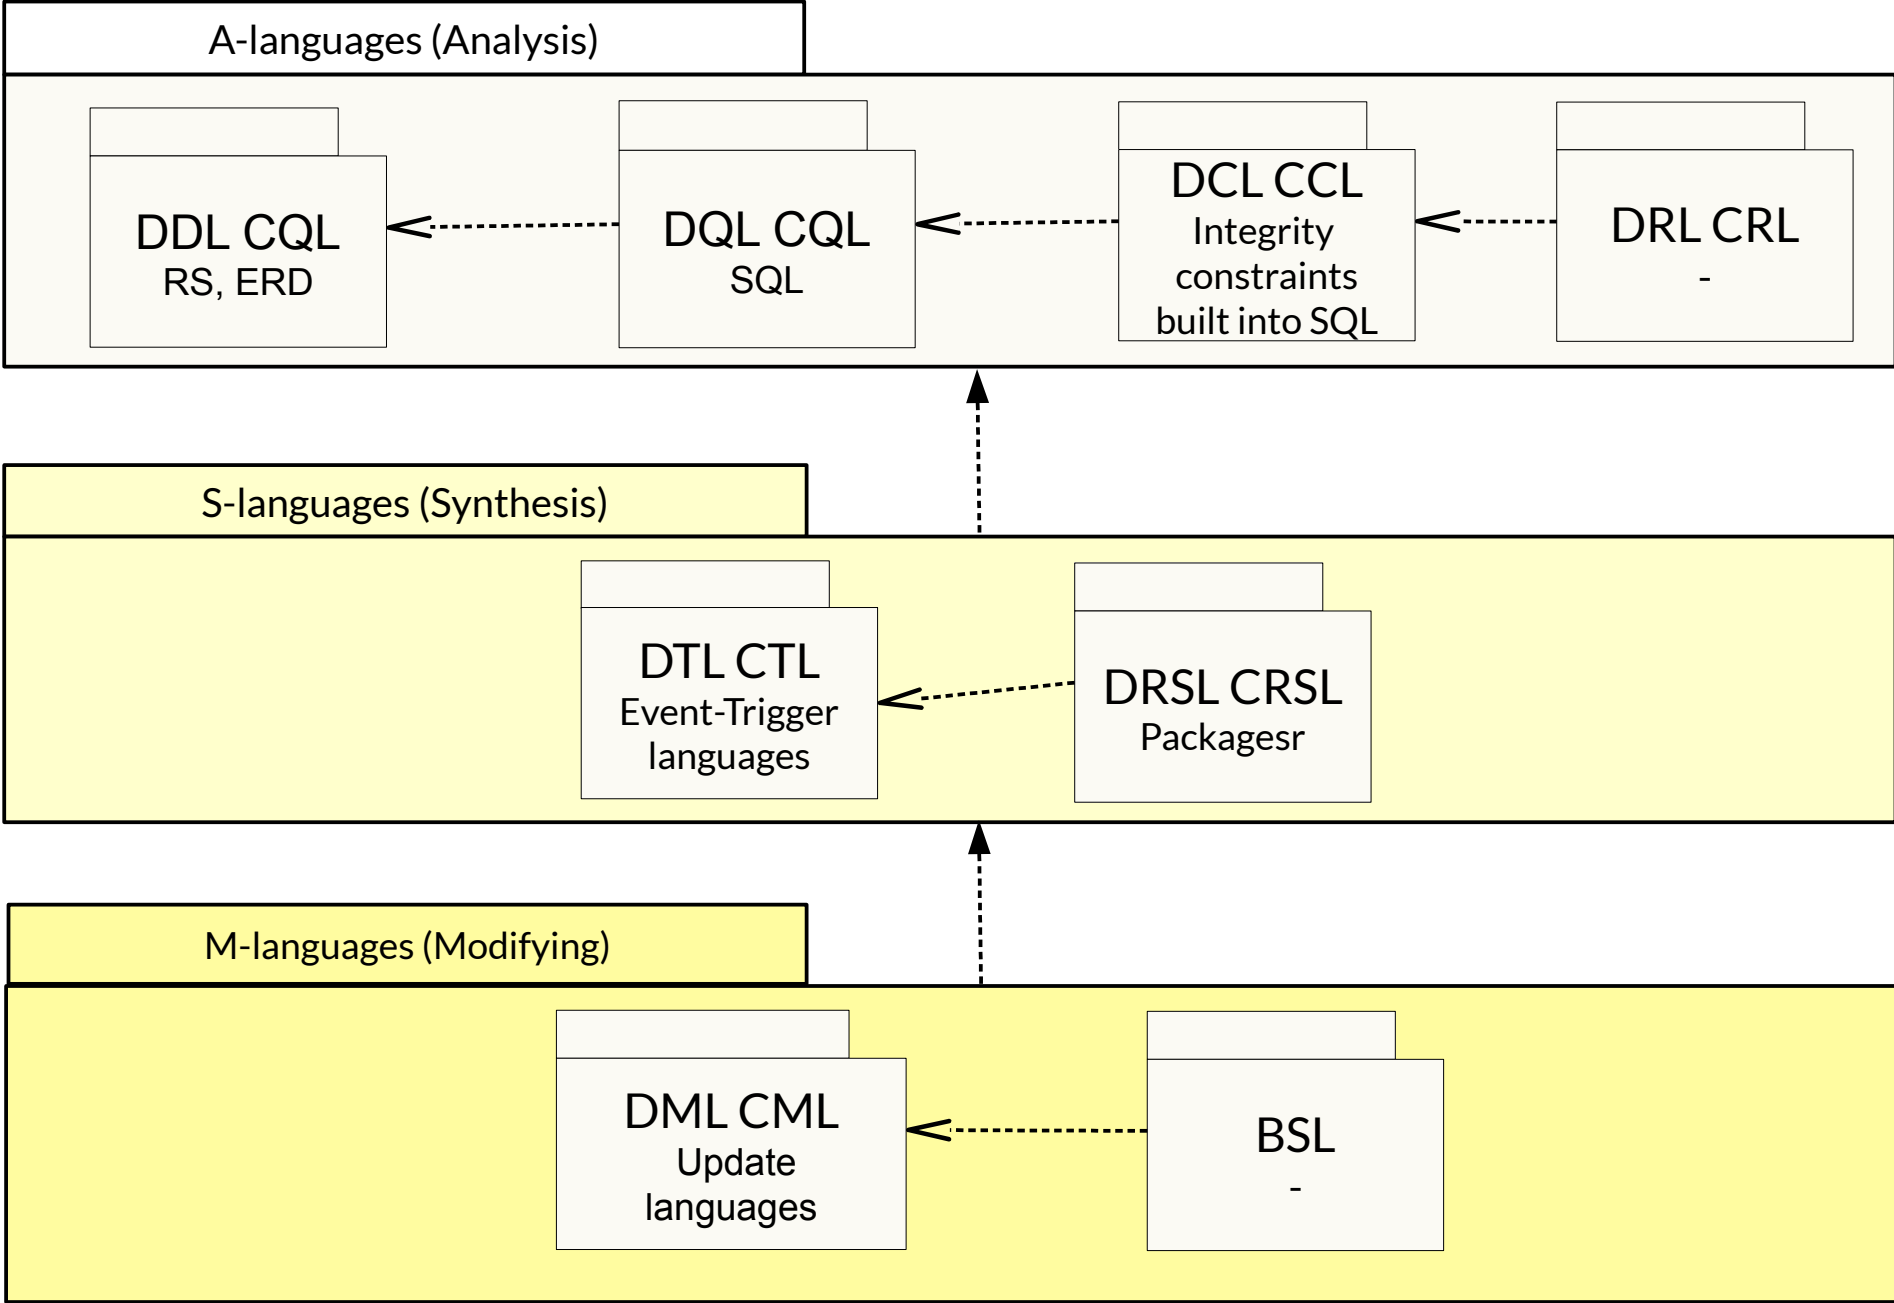 A-languages (Analysis)
DDL CQL
RS, ERD
DQL CQL
SQL
DCL CCL
Integrity
constraints
built into SQL
DRL CRL
-
S-languages (Synthesis)
DTL CTL
Event-Trigger
languages
DRSL CRSL
Packagesr
M-languages (Modifying)
DML CML
Update
languages
BSL
-